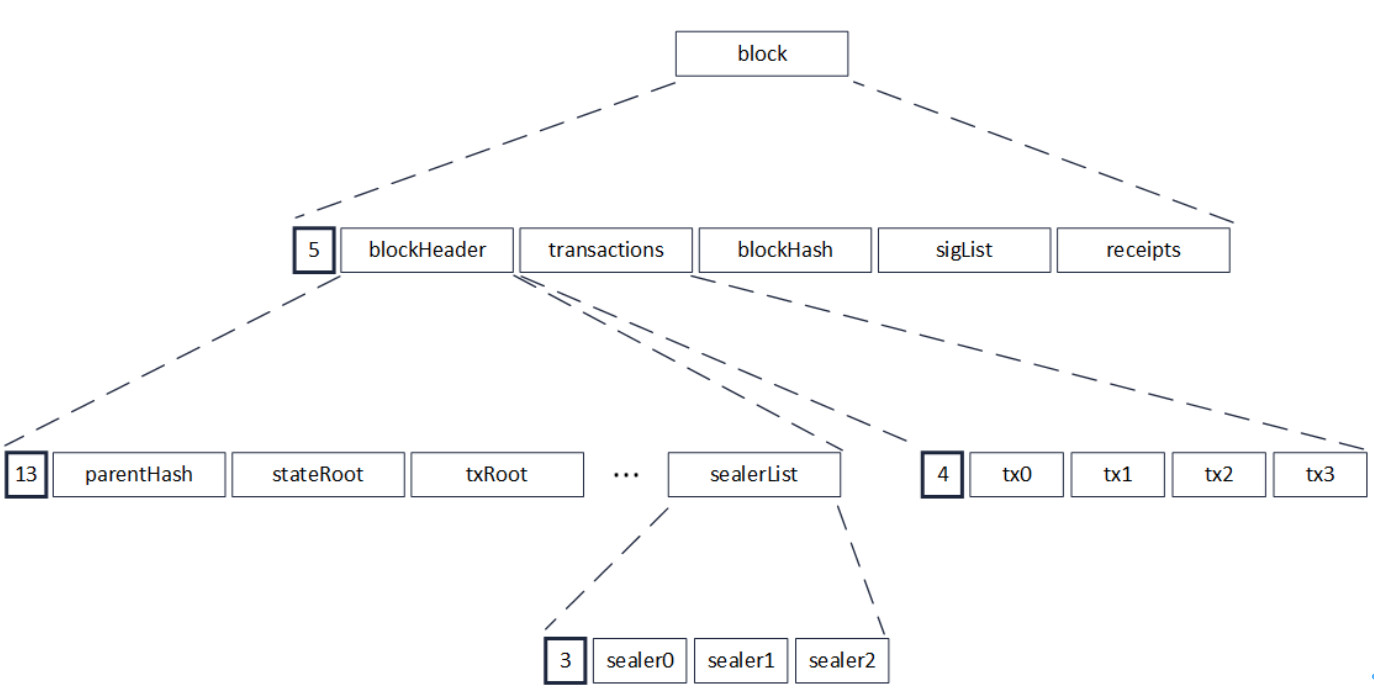 block
5 blockHeader transactions blockHash sigList receipts
13 parentHash stateRoot txRoot ... sealerList 4 tx0 tx1 tx2 tx3
3 sealer0 sealer1 sealer2